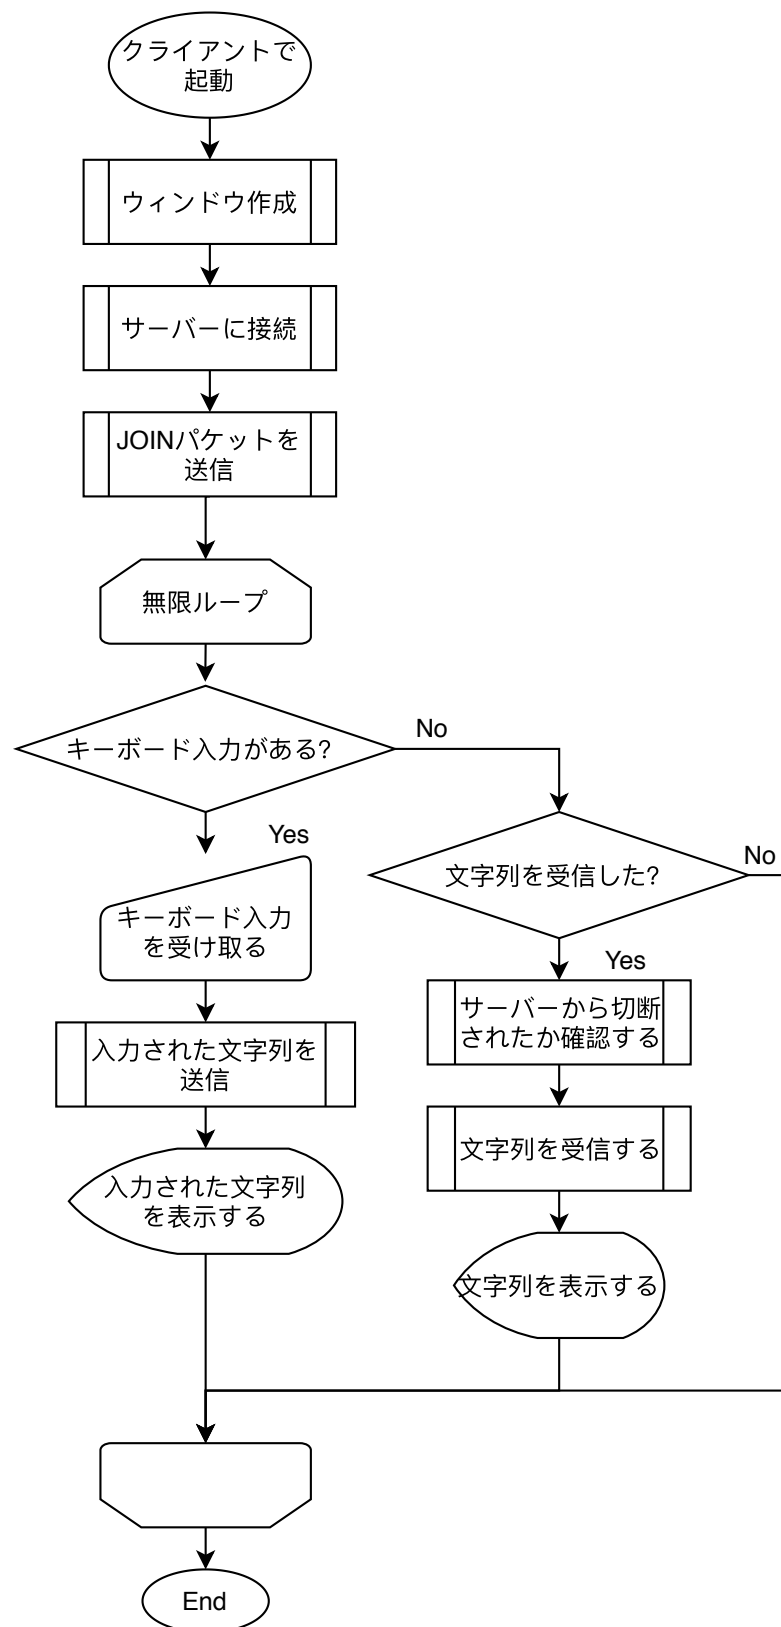 クライアントで
起動
ウィンドウ作成
サーバーに接続
JOINパケットを
送信
無限ループ
キーボード入力がある?
No
Yes
文字列を受信した?
No
キーボード入力
を受け取る
Yes
サーバーから切断
されたか確認する
入力された文字列を
送信
文字列を受信する
入力された文字列
を表示する
文字列を表示する
End